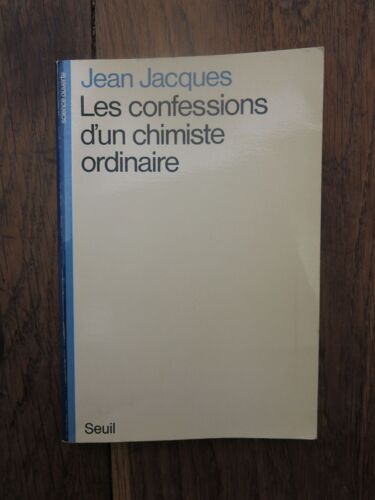 science ouverte
Jean Jacques
Les confessions
d'un chimiste
ordinaire
Seuil